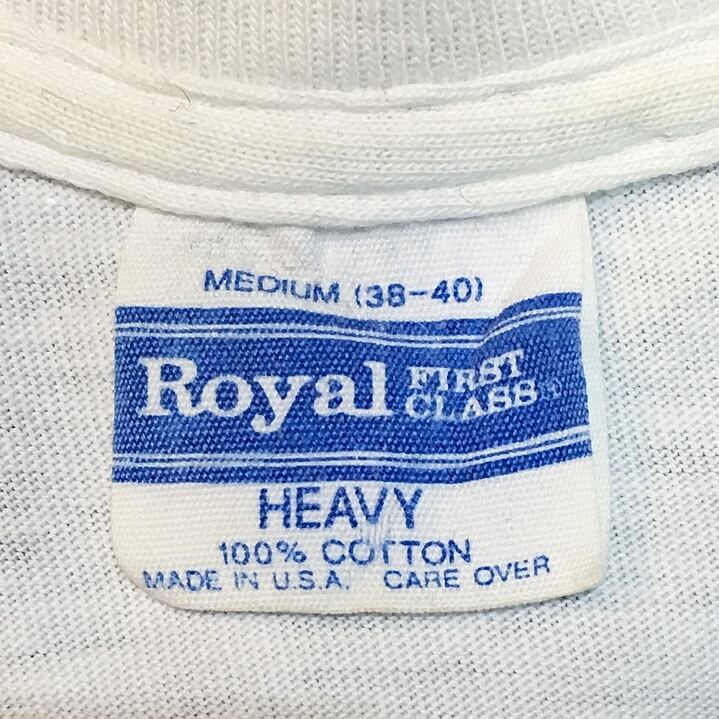 MEDIUM (38-40)
Royal FIRST CLASS®
HEAVY
100% COTTON
MADE IN U.S.A. CARE OVER